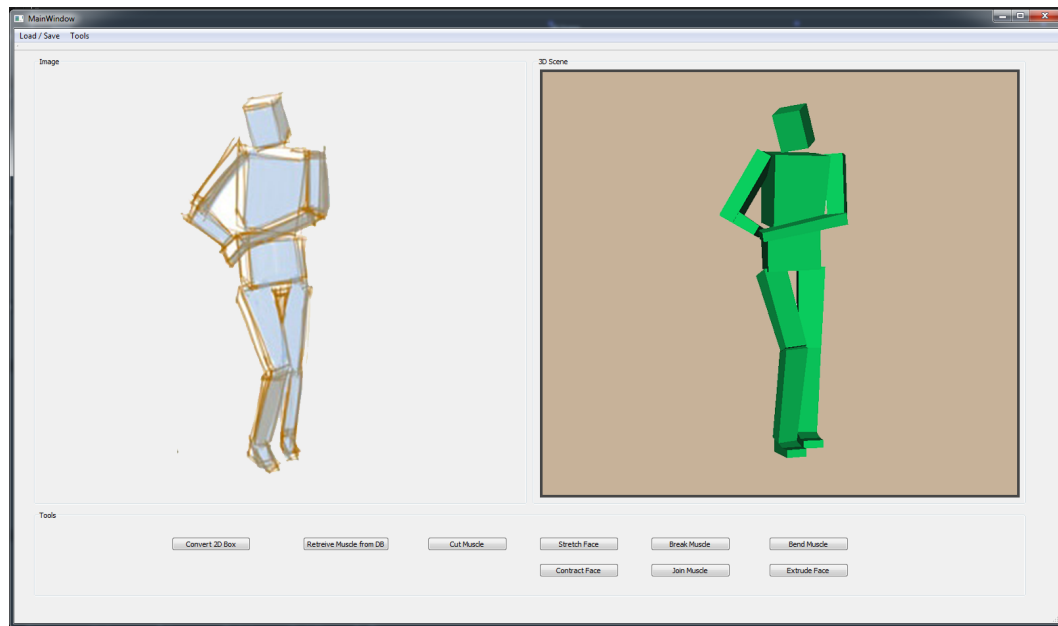 MainWindow
Load / Save Tools
Image
3D Scene
Tools
Convert 2D Box
Retreive Muscle from DB
Cut Muscle
Stretch Face
Break Muscle
Bend Muscle
Contract Face
Join Muscle
Extrude Face